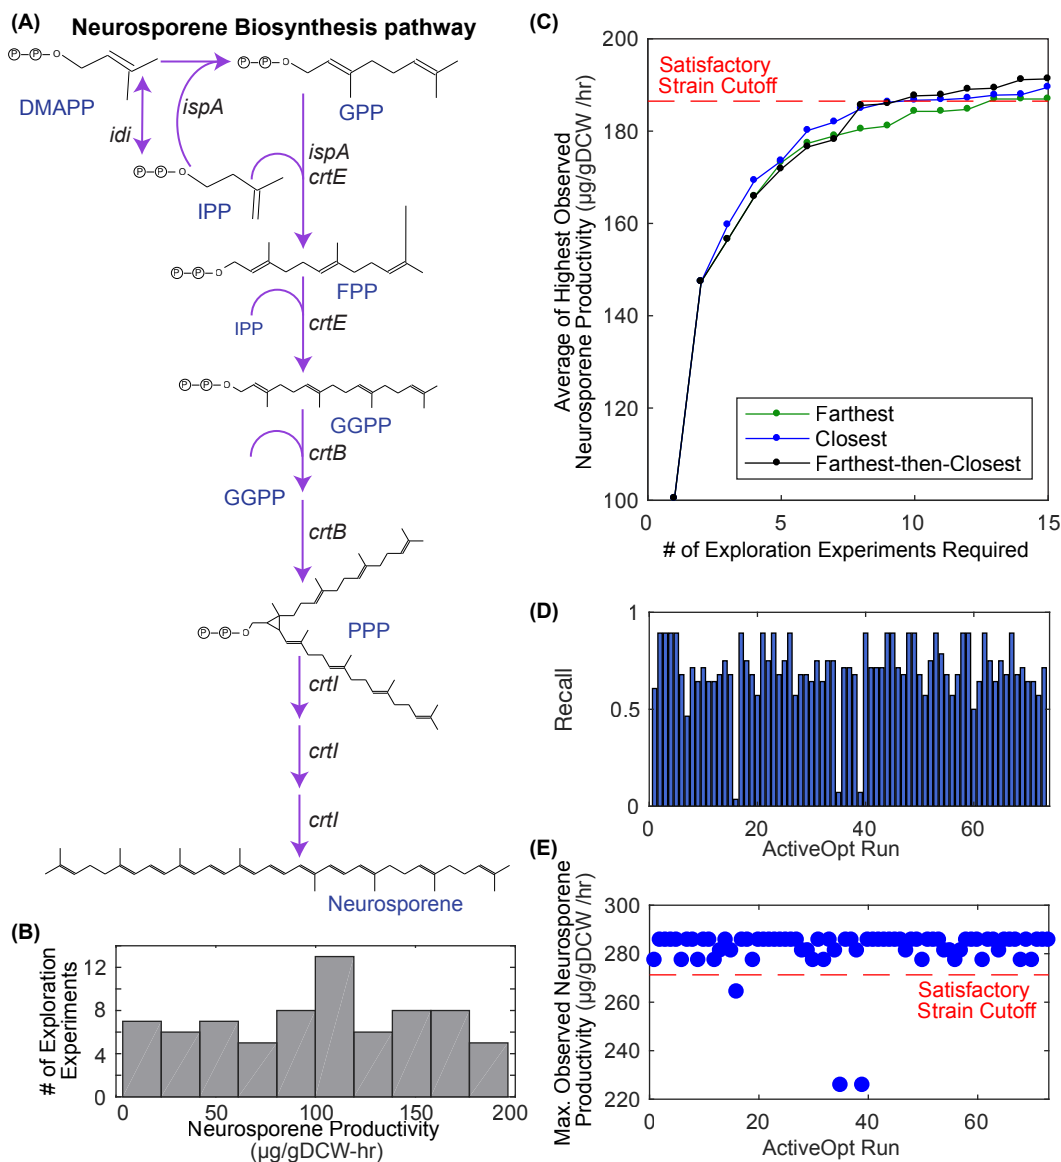 (A)
Neurosporene Biosynthesis pathway
P-P-O
DMAPP
P-P-O
GPP
idi
ispA
P-P-O
IPP
ispA
crtE
P-P-O
FPP
IPP
crtE
P-P-O
GGPP
crtB
GGPP
crtB
P-P-O
PPP
crtI
crtI
crtI
Neurosporene
(B)
# of Exploration
Experiments
12
8
4
0
0
50
100
150
200
Neurosporene Productivity
(µg/gDCW-hr)
(C)
Average of Highest Observed
Neurosporene Productivity (µg/gDCW /hr)
200
180
160
140
120
100
Satisfactory
Strain Cutoff
Farthest
Closest
Farthest-then-Closest
0
5
10
15
# of Exploration Experiments Required
(D)
Recall
1
0.5
0
0
20
40
60
ActiveOpt Run
(E)
Max. Observed Neurosporene
Productivity (µg/gDCW /hr)
300
280
260
240
220
Satisfactory
Strain Cutoff
0
20
40
60
ActiveOpt Run